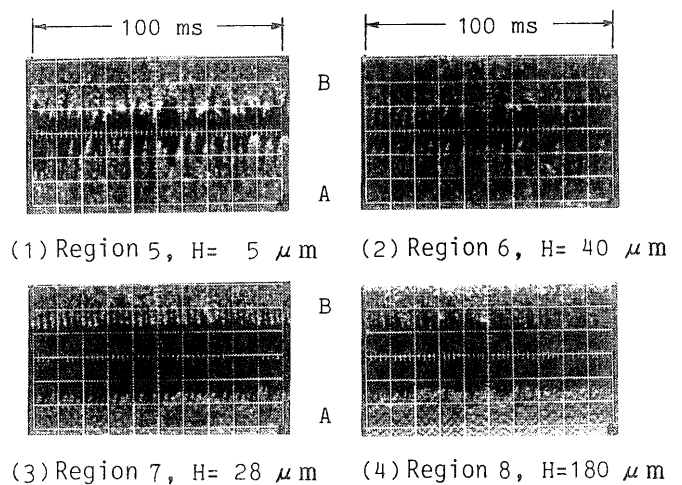 100 ms 100 ms
B
A
(1) Region 5, H= 5 μm (2) Region 6, H= 40 μm
B
A
(3) Region 7, H= 28 μm (4) Region 8, H=180 μm